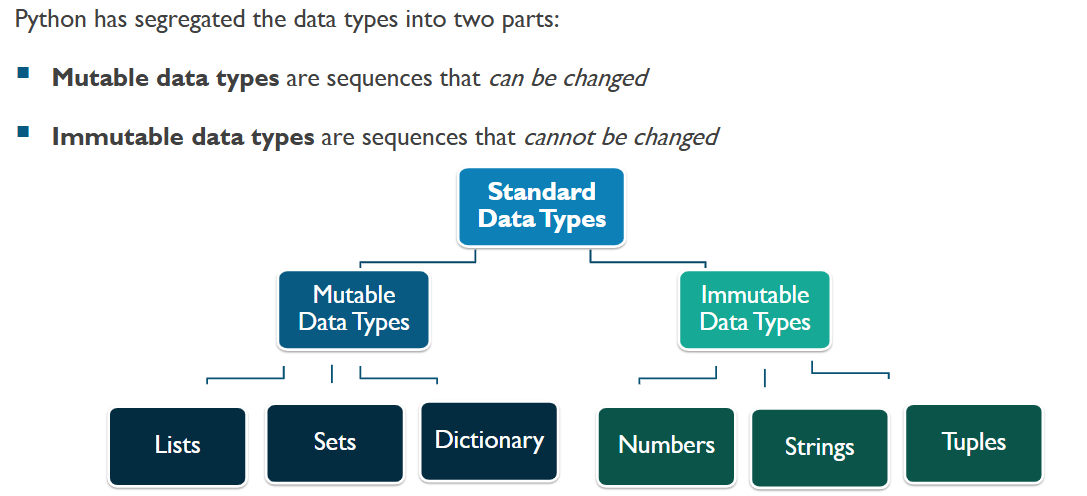 Python has segregated the data types into two parts:
Mutable data types are sequences that can be changed
Immutable data types are sequences that cannot be changed
Standard
Data Types
Mutable
Data Types
Immutable
Data Types
Lists
Sets
Dictionary
Numbers
Strings
Tuples